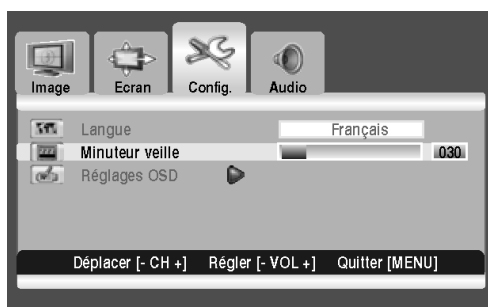 Image Ecran Config. Audio
Langue Français
Minuteur veille 030
Réglages OSD
Déplacer [- CH +] Régler [- VOL +] Quitter [MENU]